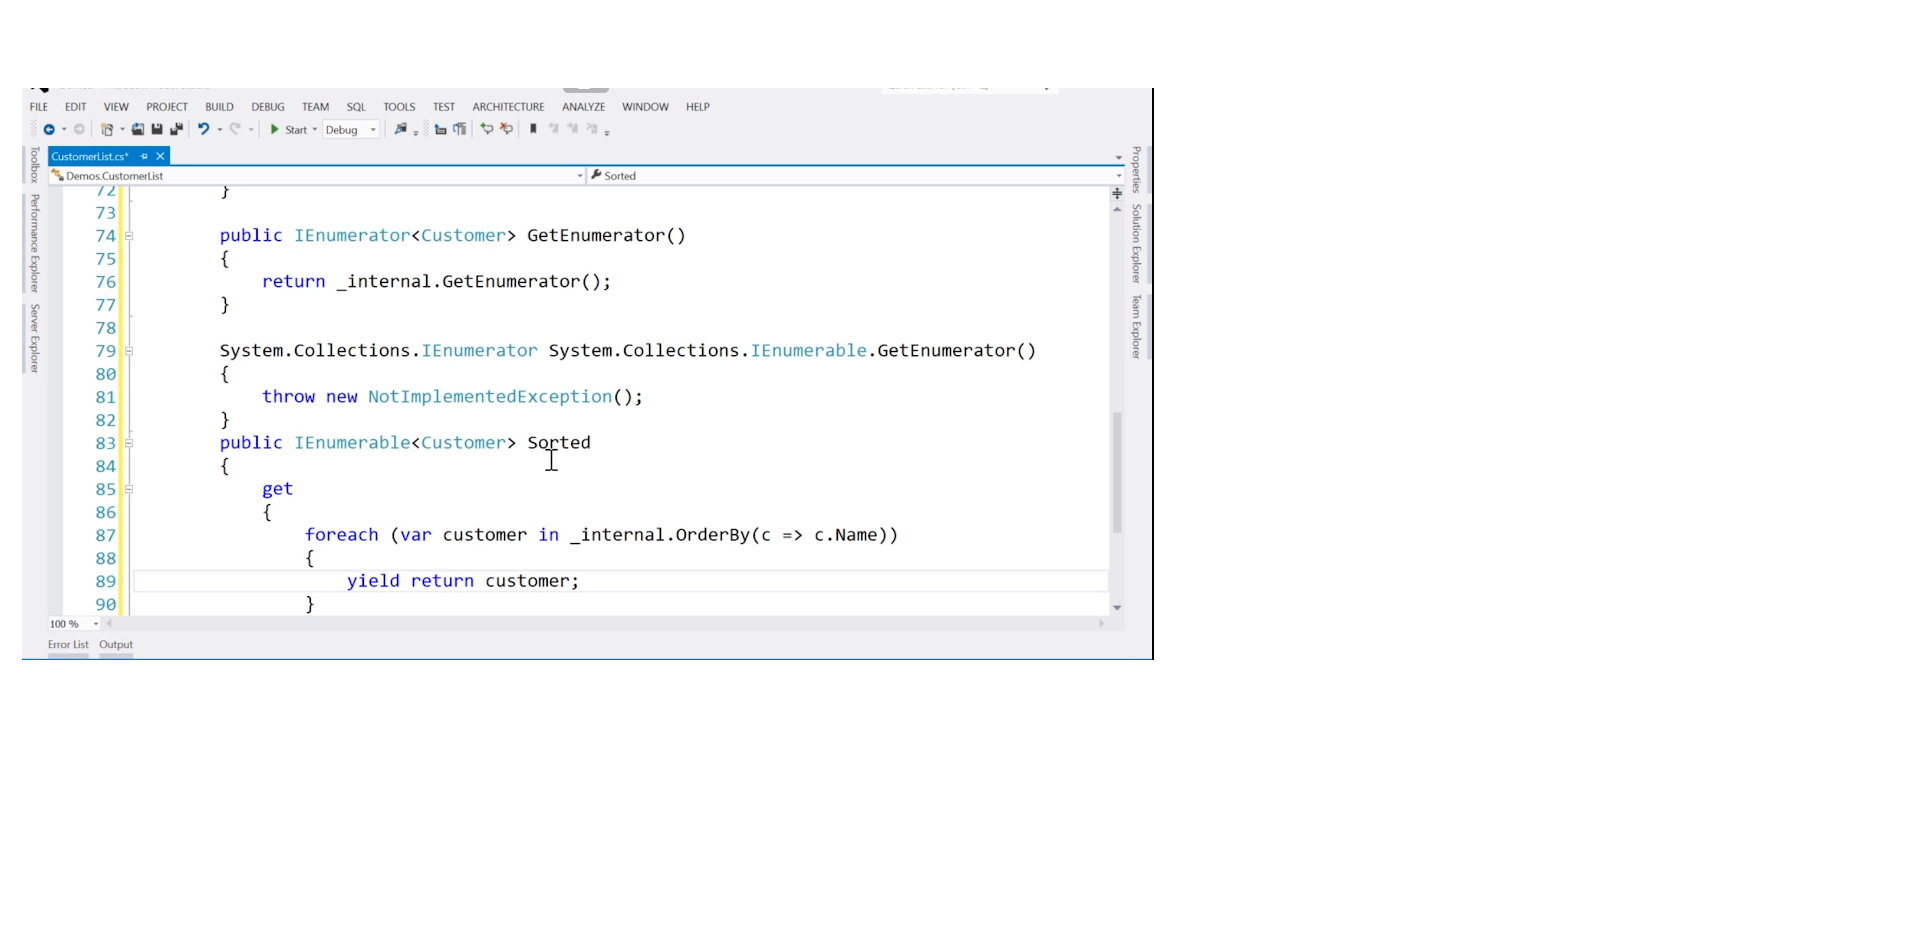 FILE EDIT VIEW PROJECT BUILD DEBUG TEAM SQL TOOLS TEST ARCHITECTURE ANALYZE WINDOW HELP
Start Debug
CustomerList.cs*
Demos.CustomerList Sorted
72 }
73
74 public IEnumerator<Customer> GetEnumerator()
75 {
76 return _internal.GetEnumerator();
77 }
78
79 System.Collections.IEnumerator System.Collections.IEnumerable.GetEnumerator()
80 {
81 throw new NotImplementedException();
82 }
83 public IEnumerable<Customer> Sorted
84 {
85 get
86 {
87 foreach (var customer in _internal.OrderBy(c => c.Name))
88 {
89 yield return customer;
90 }
100 %
Error List Output
Toolbox
Performance Explorer
Server Explorer
Properties
Solution Explorer
Team Explorer